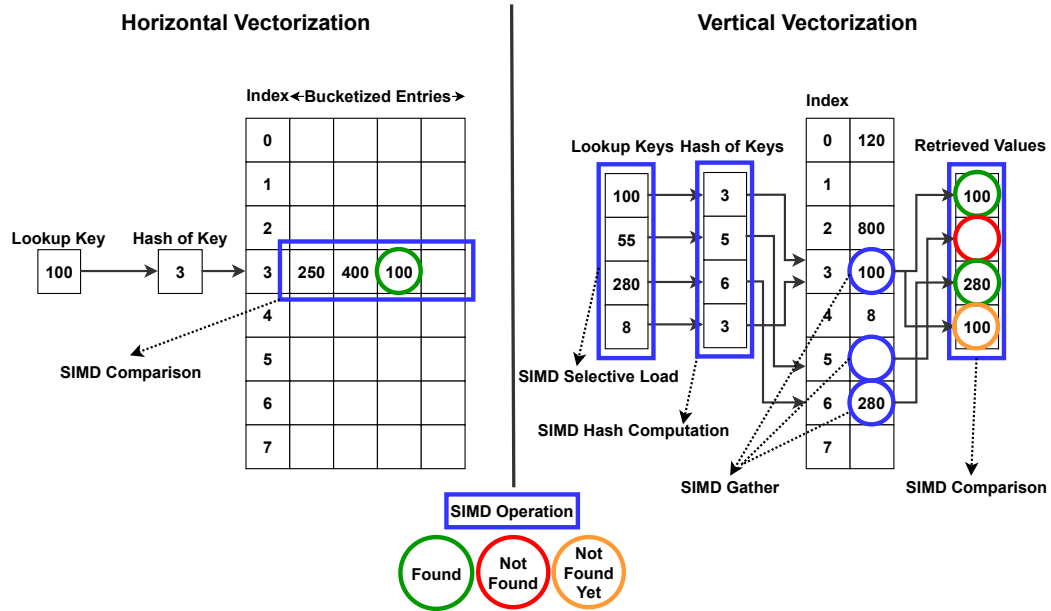 Horizontal Vectorization
Index
Bucketized Entries
0
1
2
Lookup Key
Hash of Key
100
3
3
250
400
100
4
SIMD Comparison
5
6
7
Vertical Vectorization
Index
Lookup Keys
Hash of Keys
Retrieved Values
0
120
1
100
3
100
55
5
2
800
280
6
3
100
280
8
3
4
8
100
5
SIMD Selective Load
6
280
SIMD Hash Computation
7
SIMD Gather
SIMD Comparison
SIMD Operation
Found
Not
Found
Not
Found
Yet